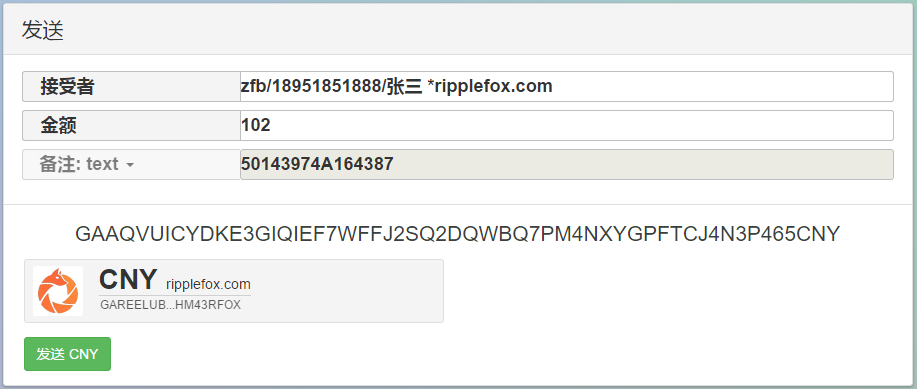 发送
接受者 zfb/18951851888/张三 *ripplefox.com
金额 102
备注: text 50143974A164387
GAAQVUICYDKE3GIQIEF7WFFJ2SQ2DQWBQ7PM4NXYGPFTCJ4N3P465CNY
CNY ripplefox.com
GAREELUB...HM43RFOX
发送 CNY